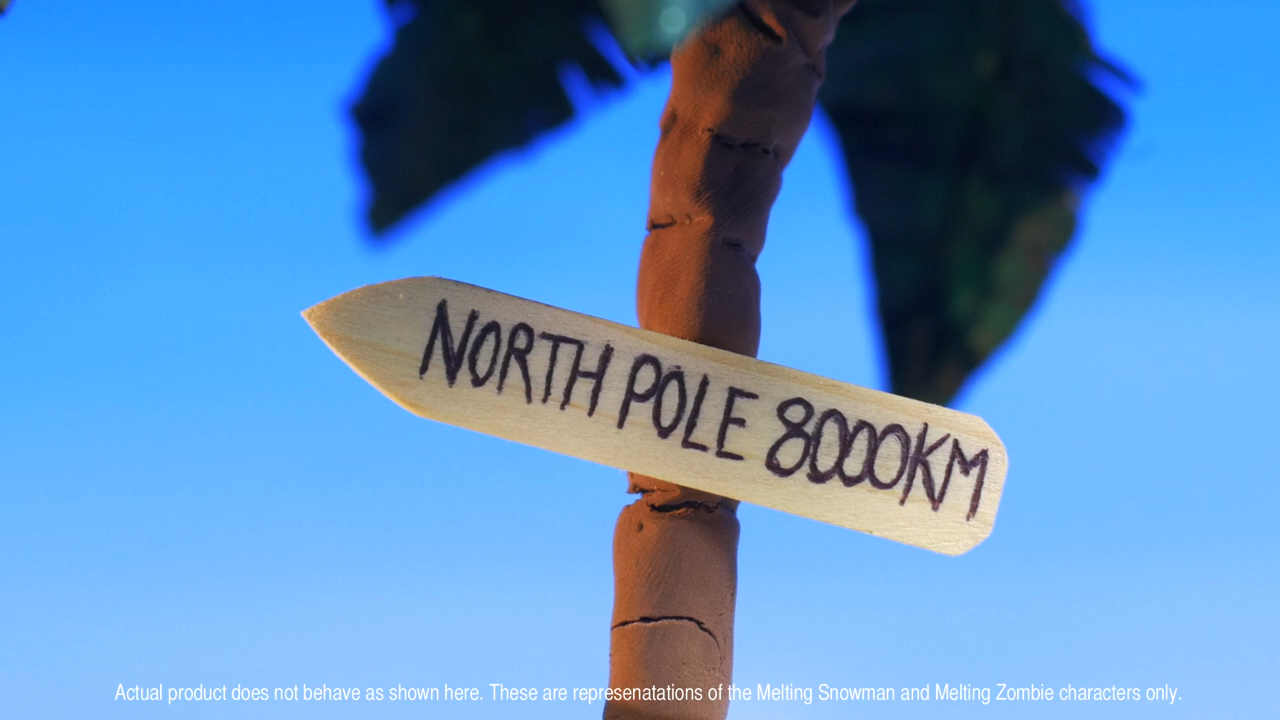 NORTH POLE 8000KM
Actual product does not behave as shown here. These are represenatations of the Melting Snowman and Melting Zombie characters only.